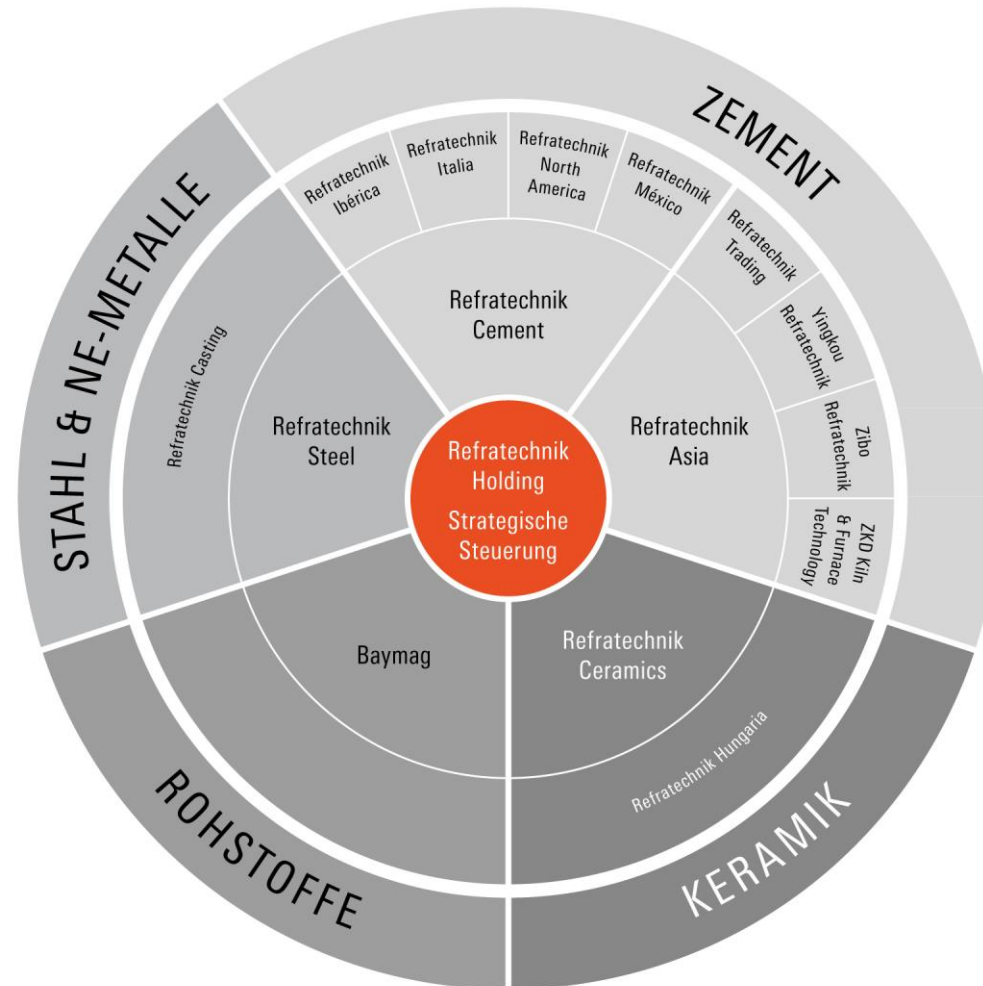 ZEMENT
Refratechnik
Ibérica
Refratechnik
Italia
Refratechnik
North
America
Refratechnik
México
Refratechnik
Cement
Refratechnik
Trading
Yingkou
Refratechnik
Zibo
Refratechnik
ZKD Kiln
& Furnace
Technology
Refratechnik
Asia
STAHL & NE-METALLE
Refratechnik Casting
Refratechnik
Steel
Refratechnik
Holding
Strategische
Steuerung
Baymag
ROHSTOFFE
Refratechnik
Ceramics
Refratechnik Hungaria
KERAMIK